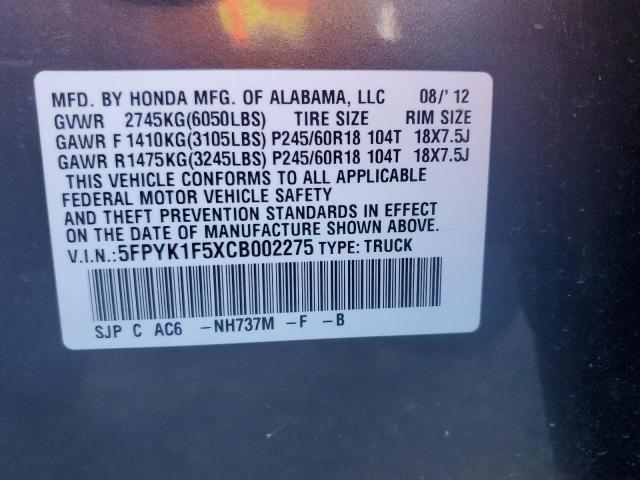 MFD. BY HONDA MFG. OF ALABAMA, LLC 08/'12
GVWR 2745KG(6050LBS) TIRE SIZE RIM SIZE
GAWR F 1410KG(3105LBS) P245/60R18 104T 18X7.5J
GAWR R1475KG(3245LBS) P245/60R18 104T 18X7.5J
THIS VEHICLE CONFORMS TO ALL APPLICABLE
FEDERAL MOTOR VEHICLE SAFETY
AND THEFT PREVENTION STANDARDS IN EFFECT
ON THE DATE OF MANUFACTURE SHOWN ABOVE.
V.I.N.:5FPYK1F5XCB002275 TYPE: TRUCK
SJP C AC6 -NH737M -F -B